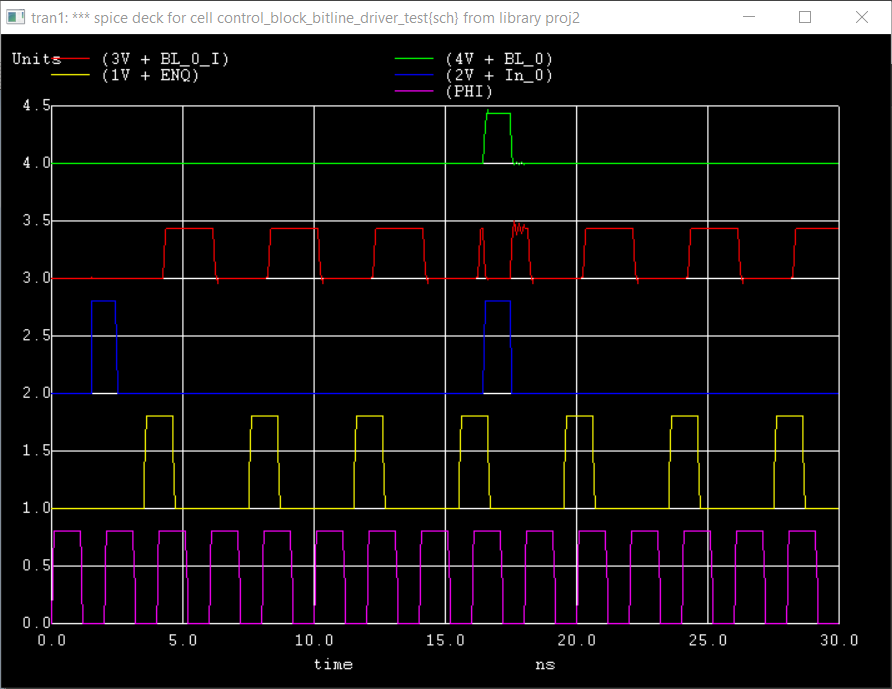 tran1: *** spice deck for cell control_block_bitline_driver_test{sch} from library proj2
Units (3V + BL_0_I) (4V + BL_0)
(1V + ENQ) (2V + In_0)
(PHI)
4.5
4.0
3.5
3.0
2.5
2.0
1.5
1.0
0.5
0.0
0.0 5.0 10.0 15.0 20.0 25.0 30.0
time ns